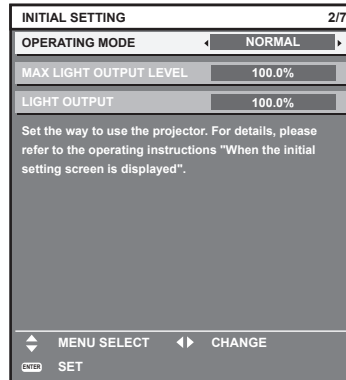 INITIAL SETTING 2/7
OPERATING MODE NORMAL
MAX LIGHT OUTPUT LEVEL 100.0%
LIGHT OUTPUT 100.0%
Set the way to use the projector. For details, please
refer to the operating instructions "When the initial
setting screen is displayed".
MENU SELECT CHANGE
ENTER SET